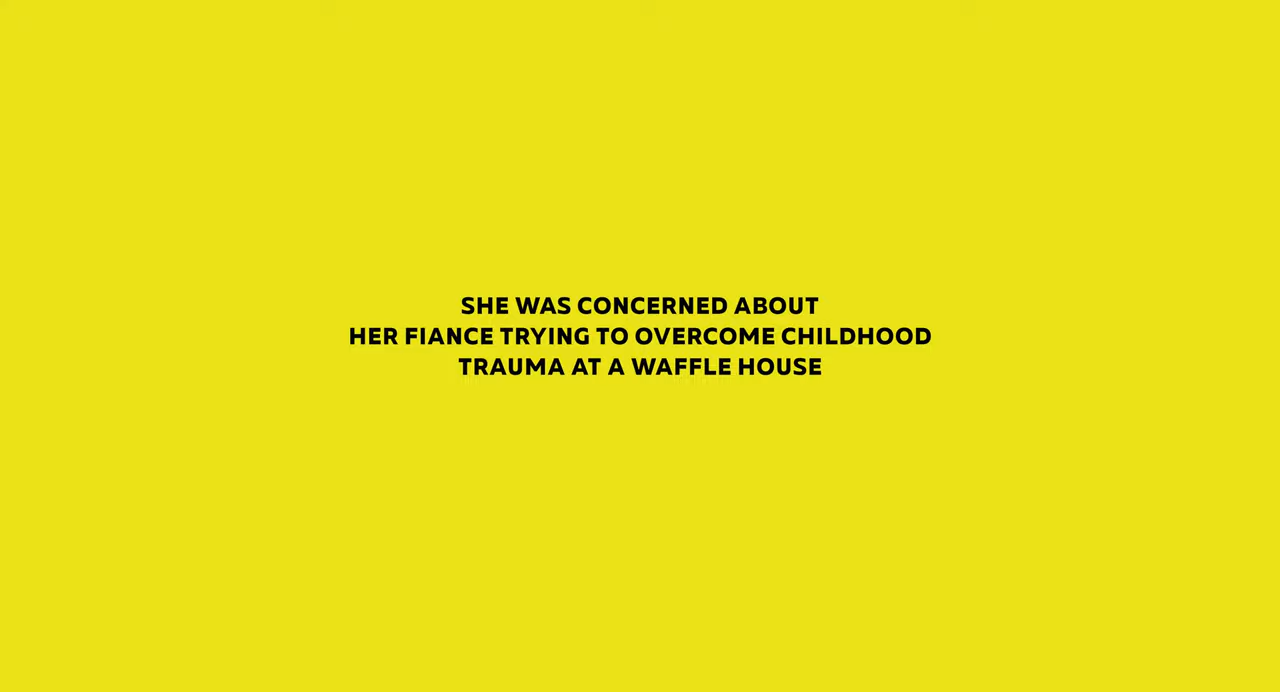 SHE WAS CONCERNED ABOUT
HER FIANCE TRYING TO OVERCOME CHILDHOOD
TRAUMA AT A WAFFLE HOUSE